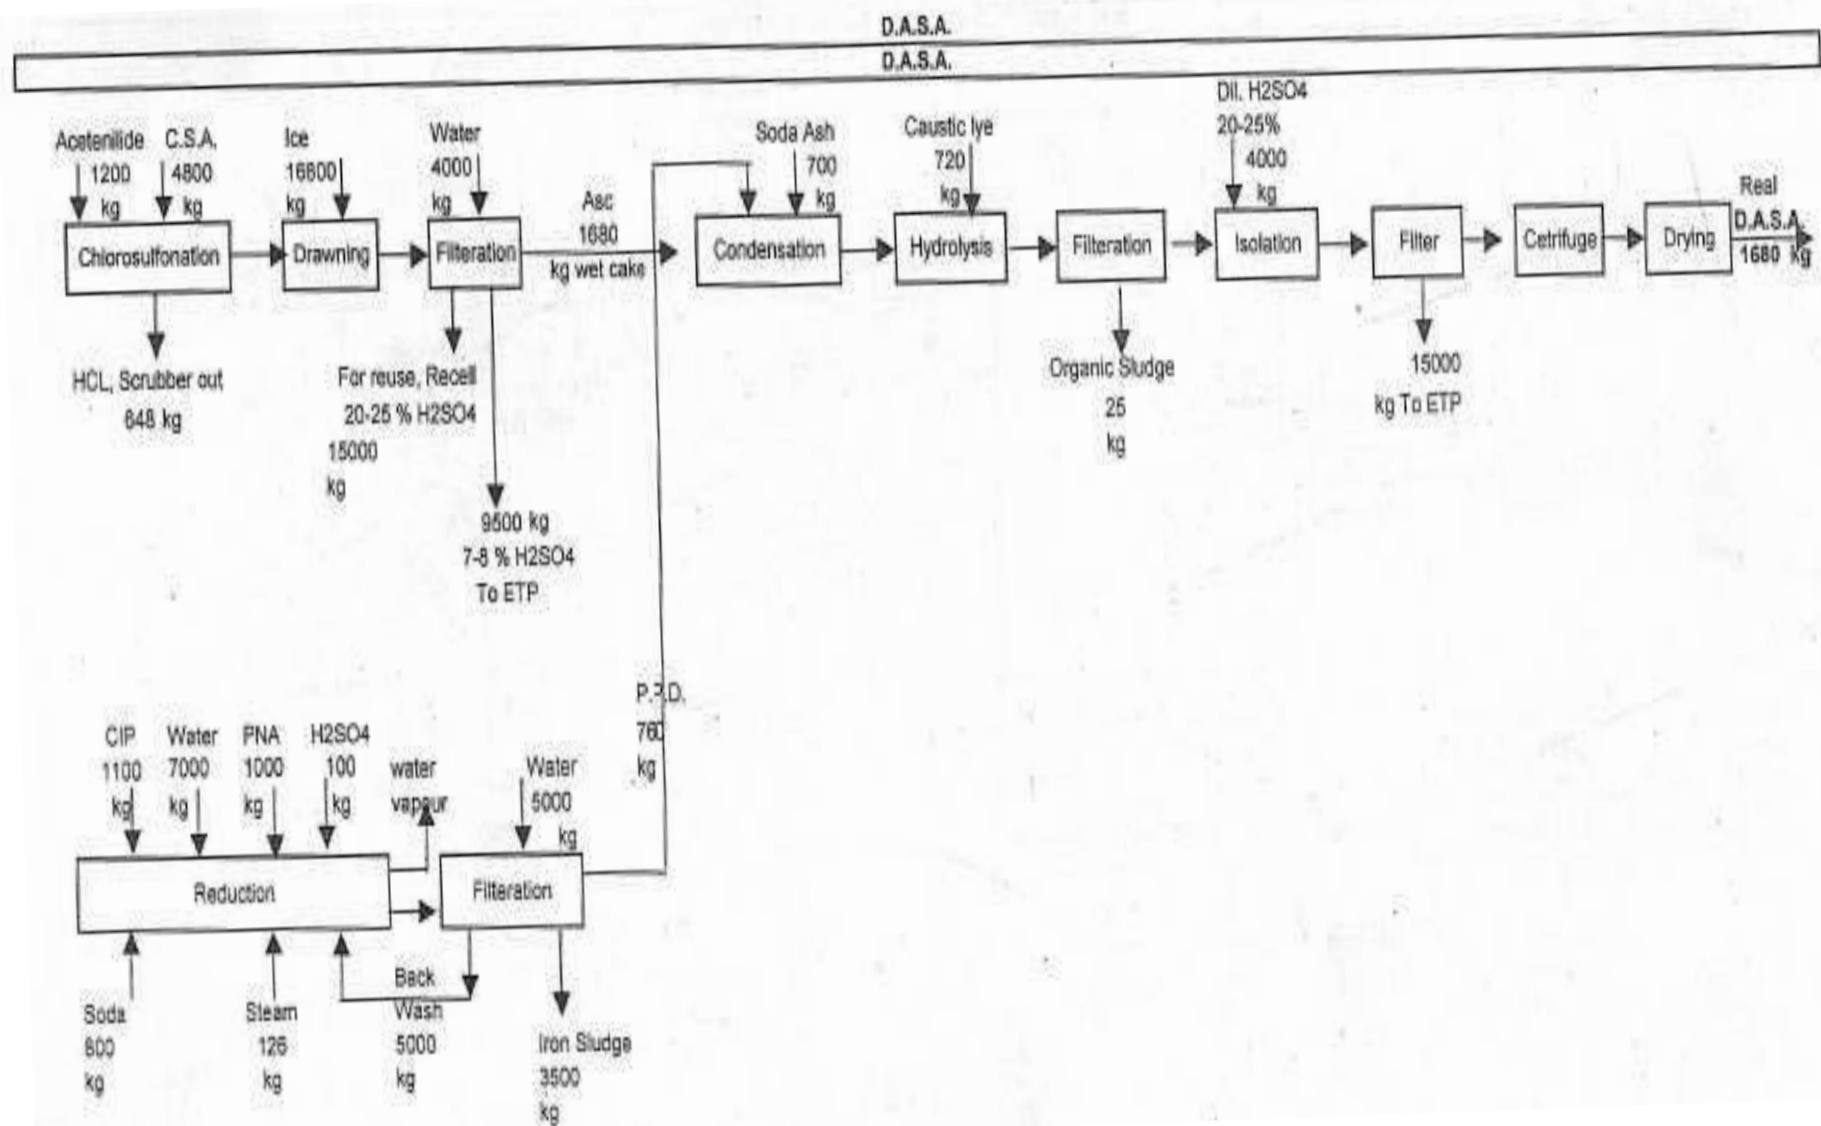 D.A.S.A.
D.A.S.A.
Acetenilide
1200
kg
C.S.A.
4800
kg
Ice
16800
kg
Water
4000
kg
Asc
1680
kg wet cake
Soda Ash
700
kg
Caustic lye
720
kg
Dil. H2SO4
20-25%
4000
kg
Real
D.A.S.A.
1680 kg
Chlorosulfonation
Drawning
Filteration
Condensation
Hydrolysis
Filteration
Isolation
Filter
Cetrifuge
Drying
HCL, Scrubber out
648 kg
For reuse, Recell
20-25 % H2SO4
15000
kg
9500 kg
7-8 % H2SO4
To ETP
Organic Sludge
25
kg
15000
kg To ETP
P.P.D.
760
kg
CIP
1100
kg
Water
7000
kg
PNA
1000
kg
H2SO4
100
kg
water
vapour
Water
5000
kg
Reduction
Filteration
Soda
800
kg
Steam
126
kg
Back
Wash
5000
kg
Iron Sludge
3500
kg